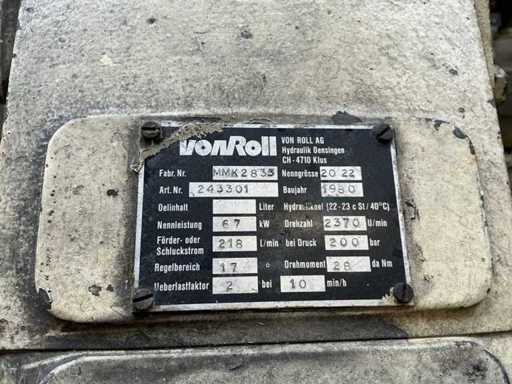 vonRoll
VON ROLL AG
Hydraulik Oensingen
CH-4710 Klus
Fabr. Nr. MMK2833 Nenngrösse 20 22
Art. Nr. 243301 Baujahr 1980
Oelinhalt Liter Hydrauliköl (22-23 c St/40°C)
Nennleistung 67 kW Drehzahl 2370 U/min
Förder- oder
Schluckstrom 218 L/min bei Druck 200 bar
Regelbereich 17 Drehmoment 28 da Nm
Ueberlastfaktor 2 bei 10 min/h